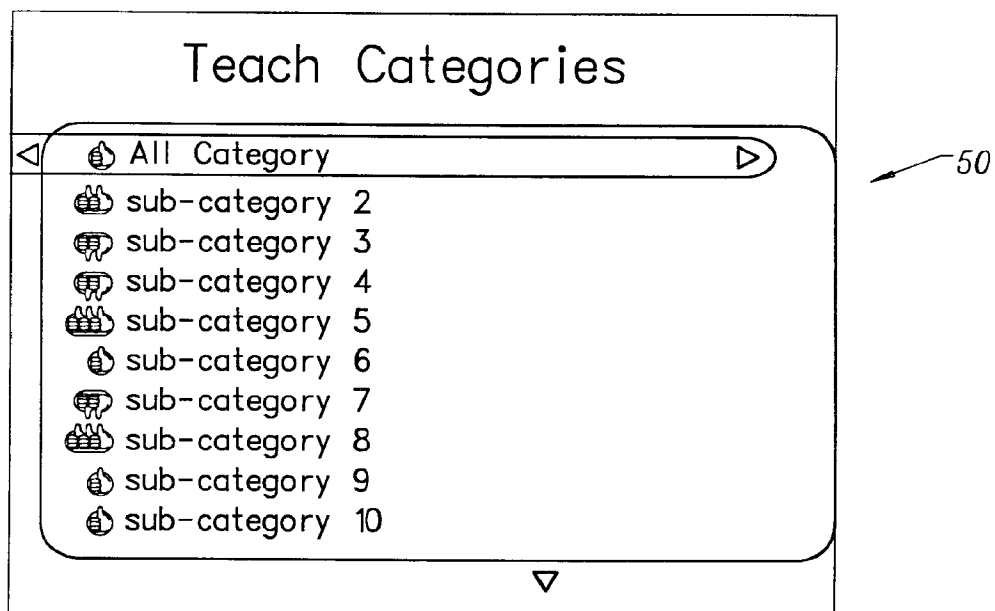 Teach Categories
All Category
50
sub-category 2
sub-category 3
sub-category 4
sub-category 5
sub-category 6
sub-category 7
sub-category 8
sub-category 9
sub-category 10